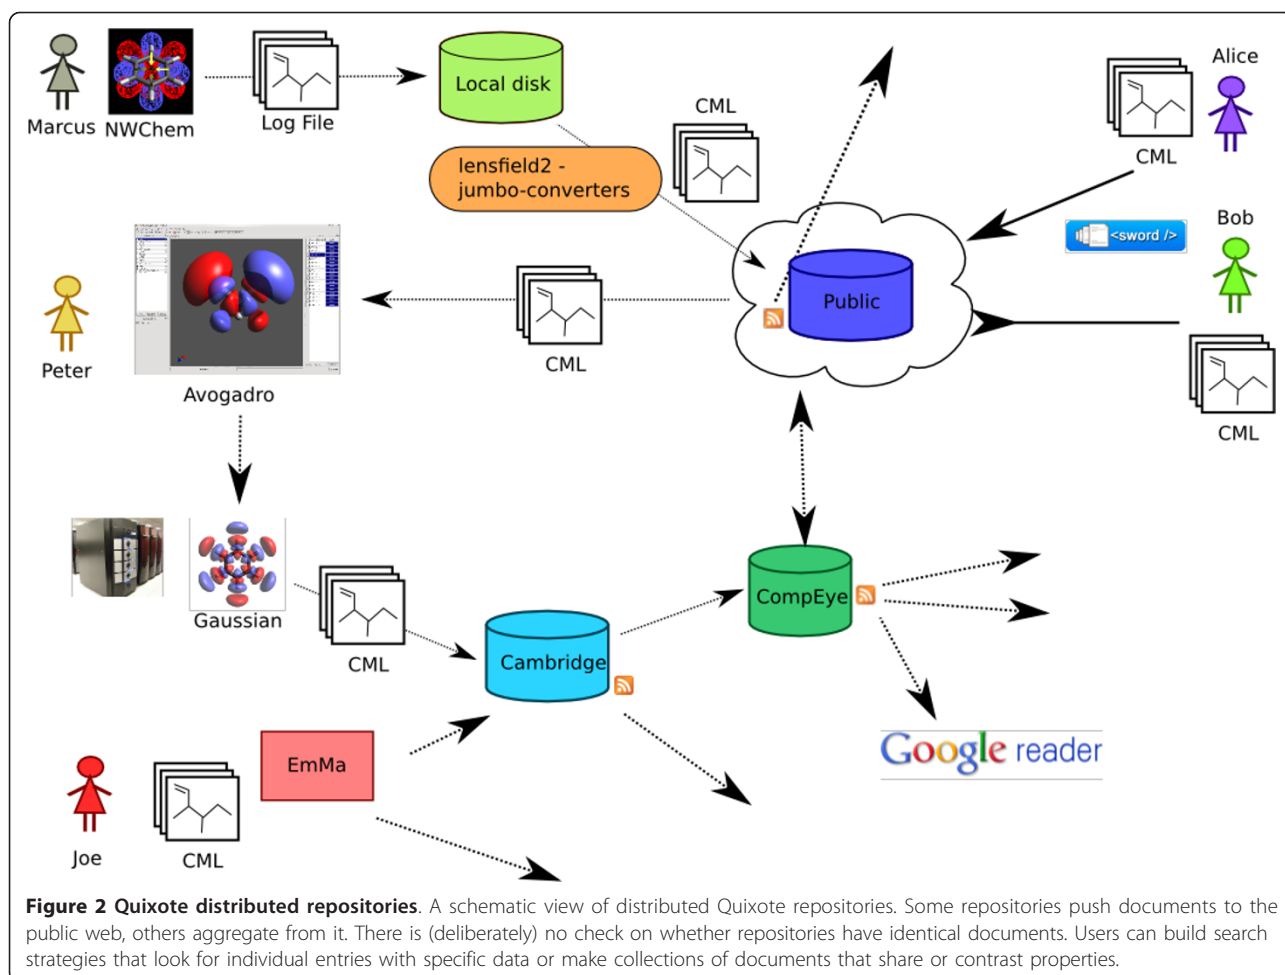 Marcus
NWChem
Log File
Local disk
CML
lensfield2 -
jumbo-converters
Alice
CML
<sword />
Bob
Public
CML
CML
Peter
Avogadro
Gaussian
CML
Cambridge
CompEye
Google reader
EmMa
Joe
CML
Figure 2 Quixote distributed repositories. A schematic view of distributed Quixote repositories. Some repositories push documents to the
public web, others aggregate from it. There is (deliberately) no check on whether repositories have identical documents. Users can build search
strategies that look for individual entries with specific data or make collections of documents that share or contrast properties.